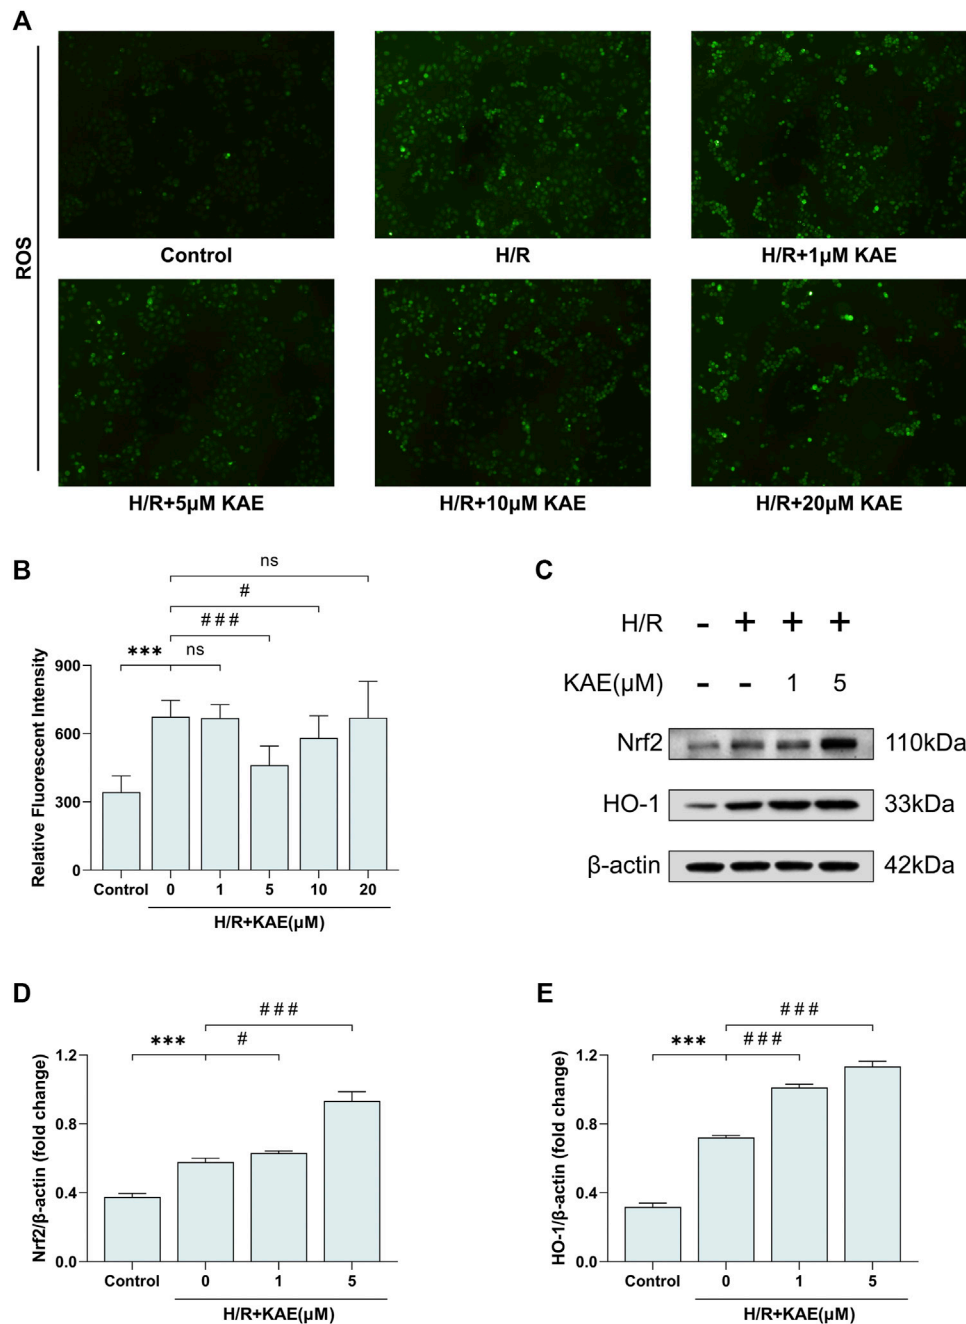 A
ROS
Control
H/R
H/R+1μM KAE
H/R+5μM KAE
H/R+10μM KAE
H/R+20μM KAE
B
ns
#
###
*** ns
Relative Fluorescent Intensity
900
600
300
0
Control 0 1 5 10 20
H/R+KAE(μM)
C
H/R - + + +
KAE(μM) - - 1 5
Nrf2 110kDa
HO-1 33kDa
β-actin 42kDa
D
###
*** #
Nrf2/β-actin (fold change)
1.2
0.8
0.4
0.0
Control 0 1 5
H/R+KAE(μM)
E
###
*** ###
HO-1/β-actin (fold change)
1.2
0.8
0.4
0.0
Control 0 1 5
H/R+KAE(μM)